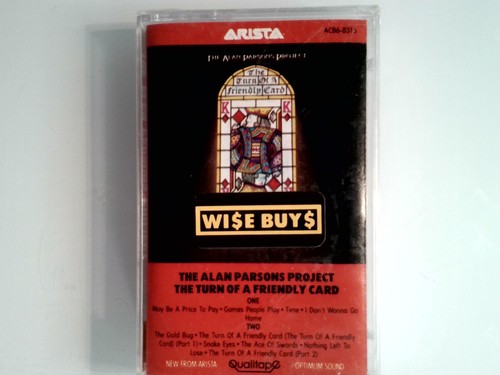 ARISTA
AC86-8315
THE ALAN PARSONS PROJECT
The
Turn Of A
friendly Card
K
K
WI$E BUY$
THE ALAN PARSONS PROJECT
THE TURN OF A FRIENDLY CARD
ONE
May Be A Price To Pay • Games People Play • Time • I Don't Wanna Go
Home
TWO
The Gold Bug • The Turn Of A Friendly Card (The Turn Of A Friendly
Card) (Part 1) • Snake Eyes • The Ace Of Swords • Nothing Left To
Lose • The Turn Of A Friendly Card (Part 2)
NEW FROM ARISTA
Qualitape
OPTIMUM SOUND